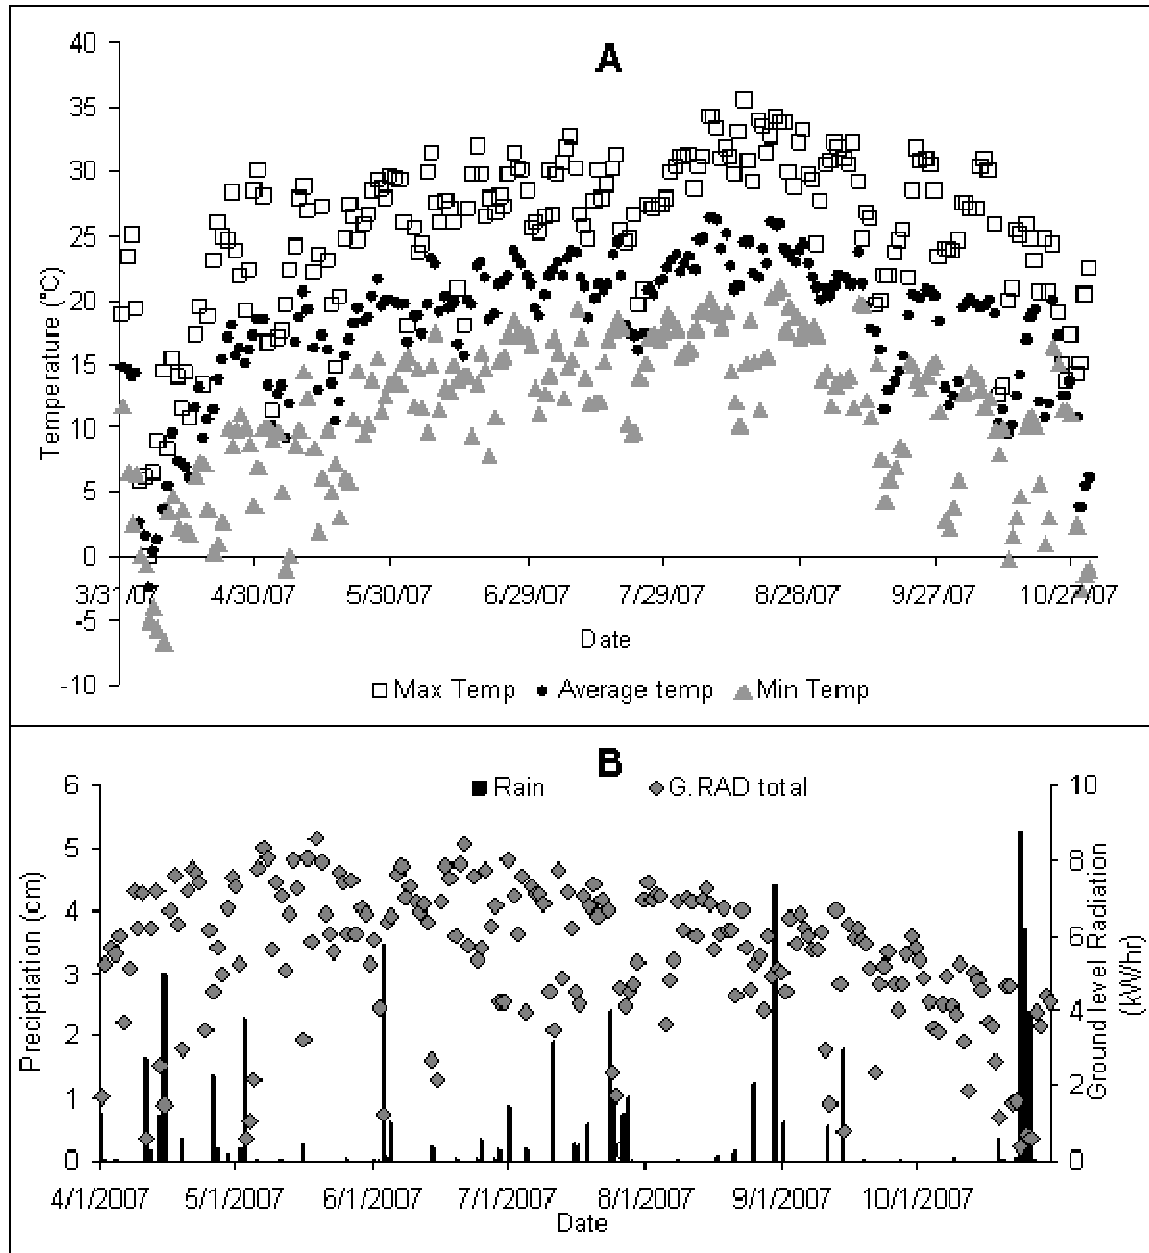 A
40
35
30
25
20
15
10
5
0
-5
-10
Temperature (ºC)
3/31/07 4/30/07 5/30/07 6/29/07 7/29/07 8/28/07 9/27/07 10/27/07
Date
Max Temp Average temp Min Temp
B
Rain G.RAD total
6
5
4
3
2
1
0
Preciptiation (cm)
10
8
6
4
2
0
Ground level Radiation
(kW/hr)
4/1/2007 5/1/2007 6/1/2007 7/1/2007 8/1/2007 9/1/2007 10/1/2007
Date